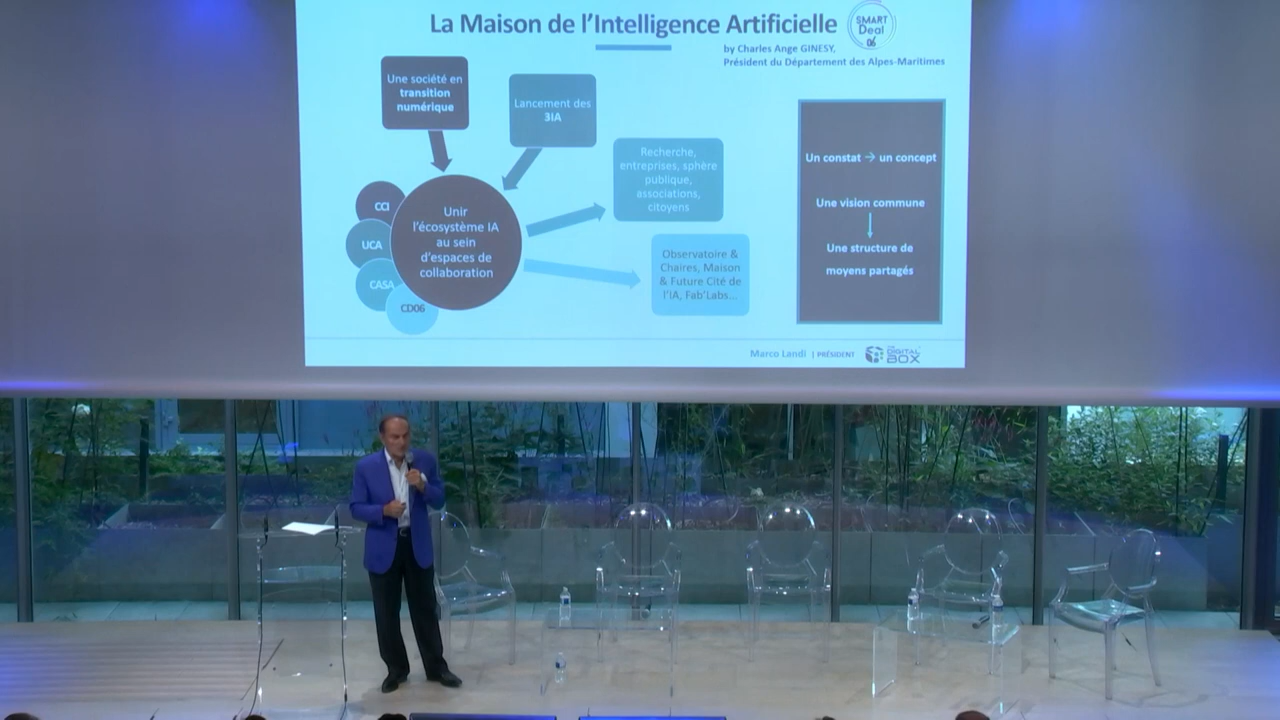 La Maison de l'Intelligence Artificielle
SMART
Deal
06
by Charles Ange GINESY,
Président du Département des Alpes-Maritimes
Une société en
transition
numérique
Lancement des
3IA
Recherche,
entreprises, sphère
publique,
associations,
citoyens
Un constat → un concept
Une vision commune
Une structure de
moyens partagés
CCI
UCA
CASA
CD06
Unir
l'écosystème IA
au sein
d'espaces de
collaboration
Observatoire &
Chaires, Maison
& Future Cité de
l'IA, Fab'Labs...
Marco Landi | PRÉSIDENT
THE
DIGITAL
BOX